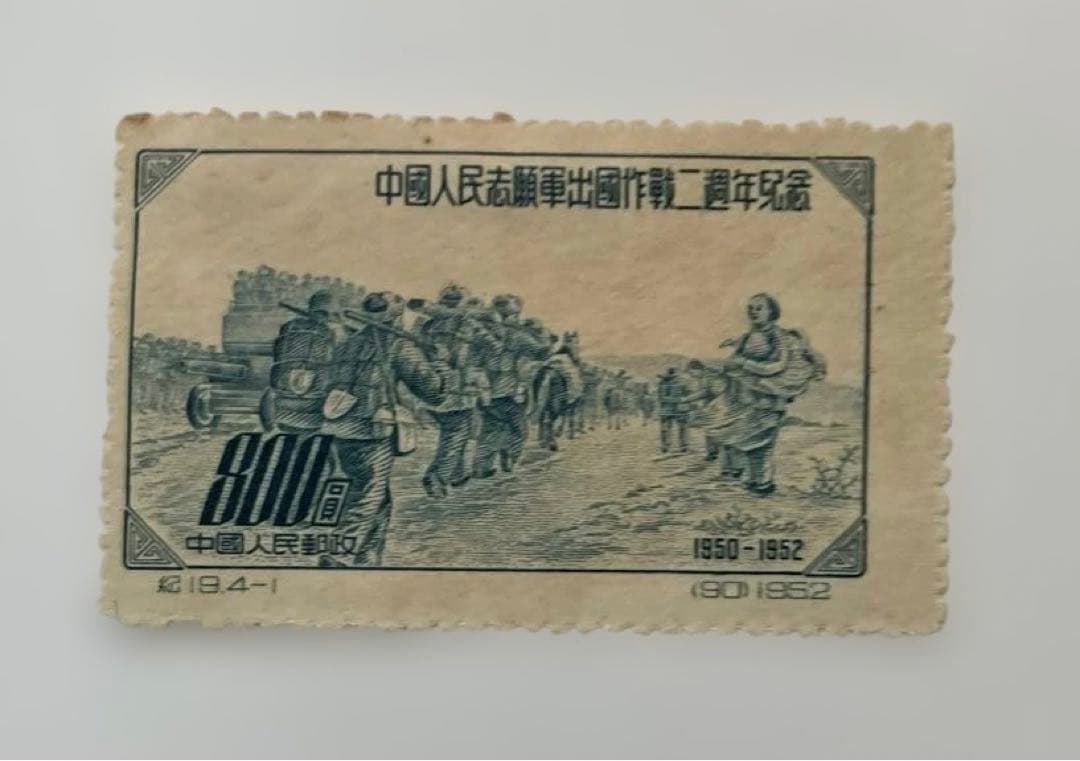 中國人民志願軍出國作戰二週年紀念
800圓
中國人民郵政
1950-1952
紀19.4-1
(90)1952